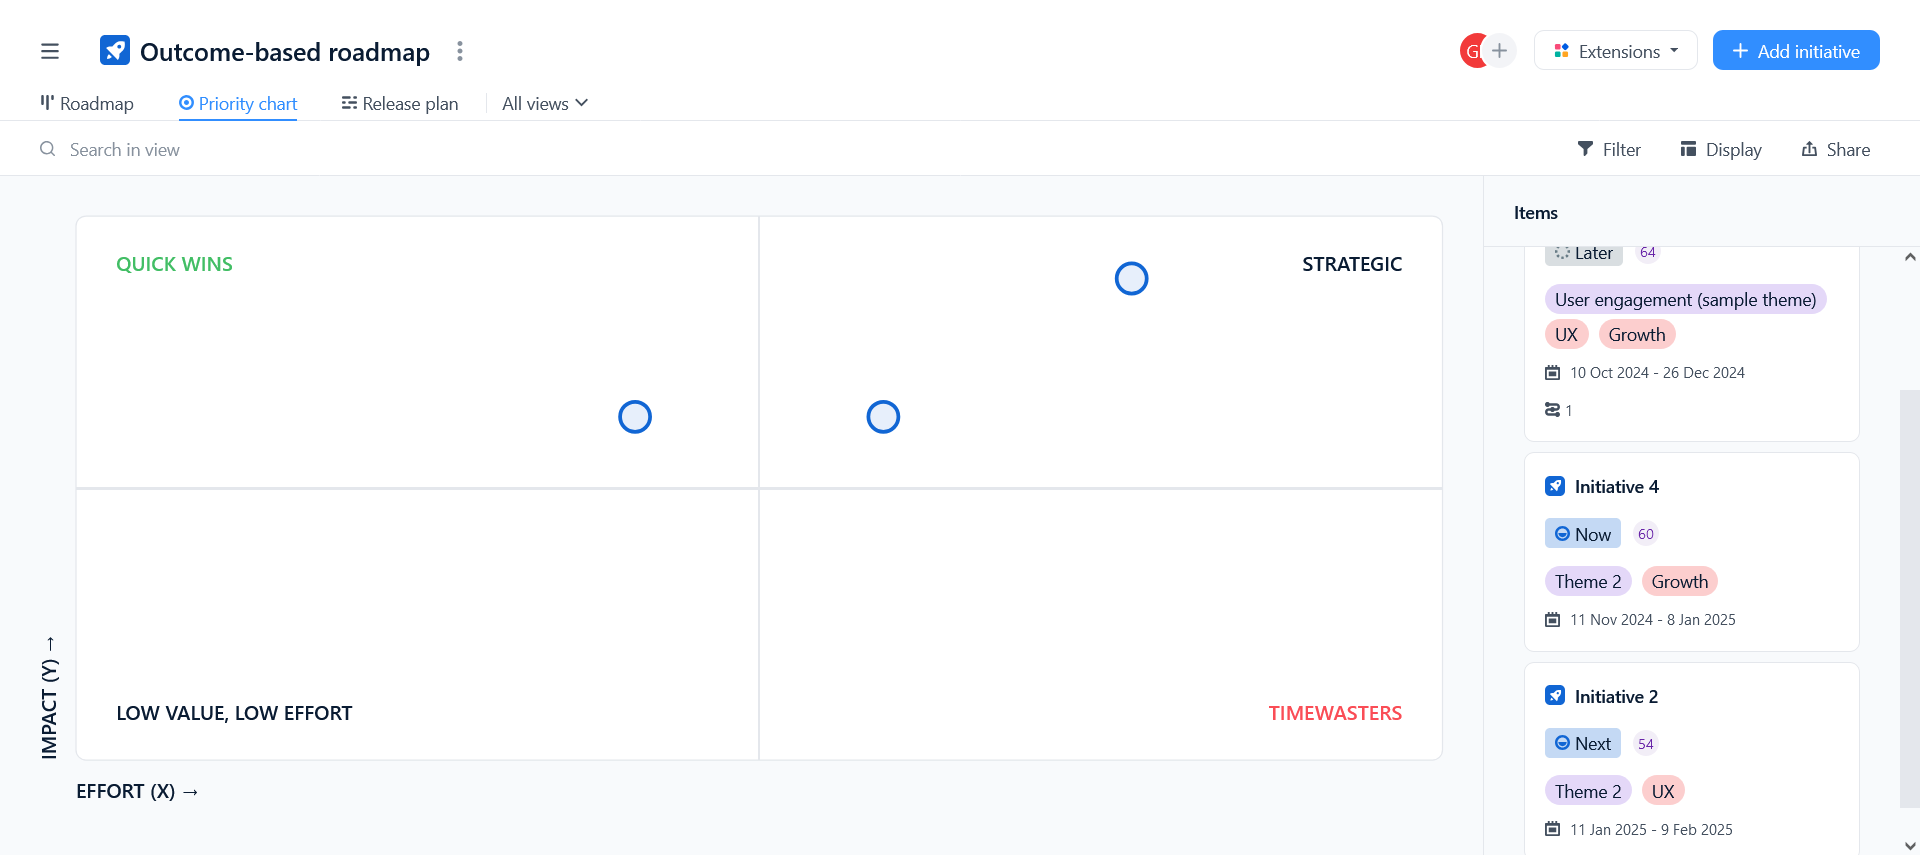 Outcome-based roadmap
Extensions
Add initiative
Roadmap
Priority chart
Release plan
All views
Search in view
Filter
Display
Share
QUICK WINS
STRATEGIC
LOW VALUE, LOW EFFORT
TIMEWASTERS
IMPACT (Y) →
EFFORT (X) →
Items
Later 64
User engagement (sample theme)
UX Growth
10 Oct 2024 - 26 Dec 2024
1
Initiative 4
Now 60
Theme 2 Growth
11 Nov 2024 - 8 Jan 2025
Initiative 2
Next 54
Theme 2 UX
11 Jan 2025 - 9 Feb 2025